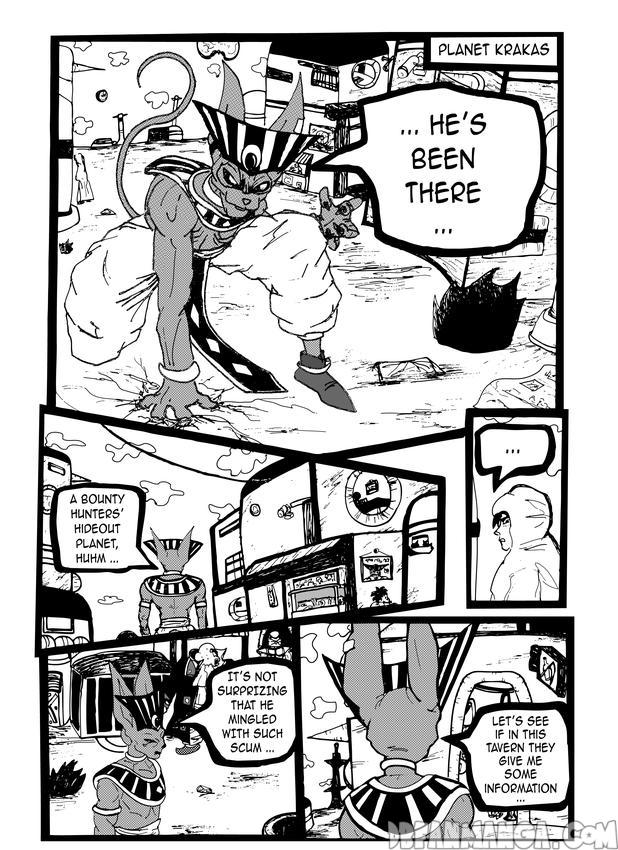 PLANET KRAKAS
... HE'S
BEEN
THERE
...
A BOUNTY
HUNTERS'
HIDEOUT
PLANET,
HUHM ...
...
IT'S NOT
SURPRIZING
THAT HE
MINGLED
WITH SUCH
SCUM ...
LET'S SEE
IF IN THIS
TAVERN THEY
GIVE ME
SOME
INFORMATION
...
DBFANMANGA.COM